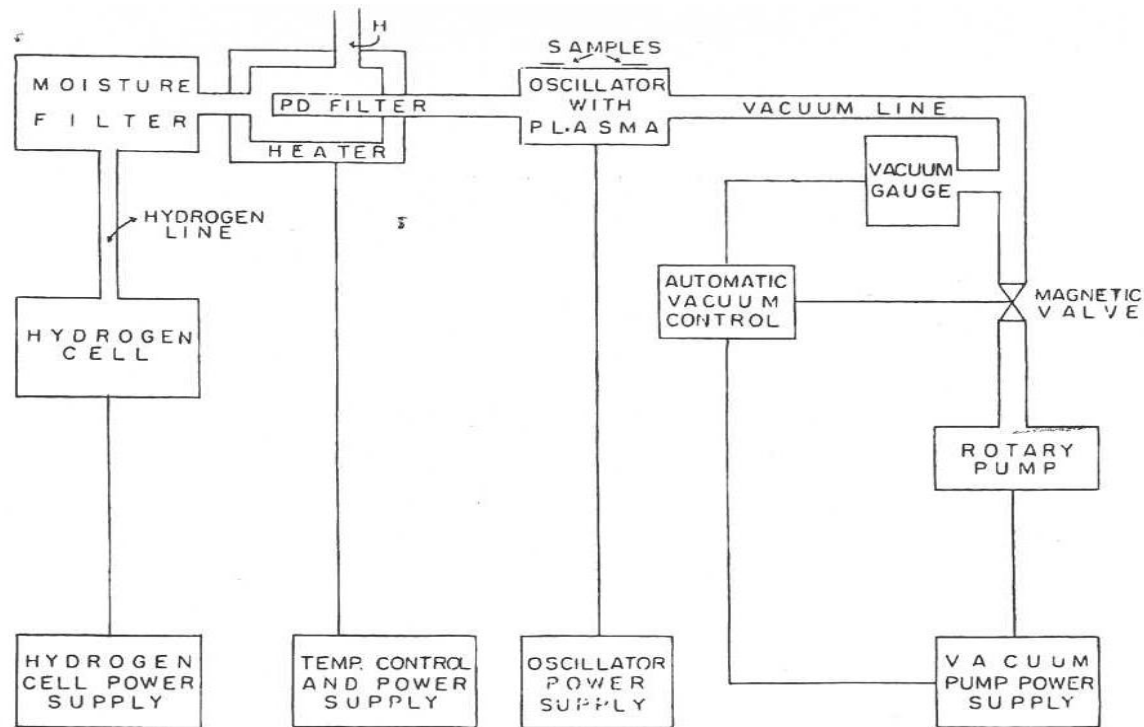 H
SAMPLES
MOISTURE
FILTER
PD FILTER
HEATER
OSCILLATOR
WITH
PLASMA
VACUUM LINE
VACUUM
GAUGE
HYDROGEN
LINE
AUTOMATIC
VACUUM
CONTROL
MAGNETIC
VALVE
HYDROGEN
CELL
ROTARY
PUMP
HYDROGEN
CELL POWER
SUPPLY
TEMP. CONTROL
AND POWER
SUPPLY
OSCILLATOR
POWER
SUPPLY
VACUUM
PUMP POWER
SUPPLY